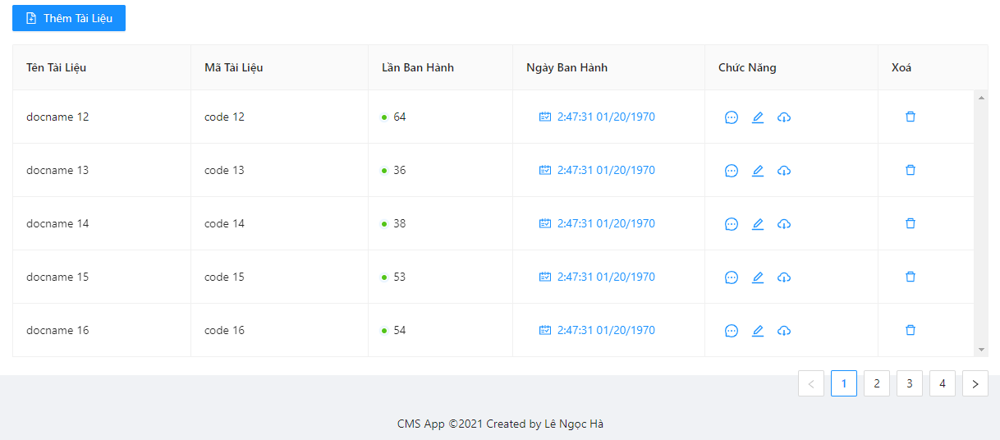 Thêm Tài Liệu
Tên Tài Liệu Mã Tài Liệu Lần Ban Hành Ngày Ban Hành Chức Năng Xoá
docname 12 code 12 64 2:47:31 01/20/1970
docname 13 code 13 36 2:47:31 01/20/1970
docname 14 code 14 38 2:47:31 01/20/1970
docname 15 code 15 53 2:47:31 01/20/1970
docname 16 code 16 54 2:47:31 01/20/1970
< 1 2 3 4 >
CMS App ©2021 Created by Lê Ngọc Hà